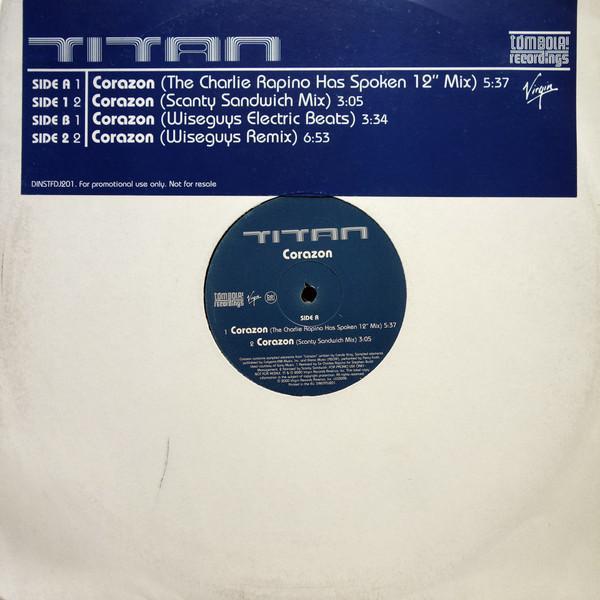 TITAN
TOMBOLA!
recordings
SIDE A 1 Corazon (The Charlie Rapino Has Spoken 12" Mix) 5:37
Virgin
SIDE 1 2 Corazon (Scanty Sandwich Mix) 3:05
SIDE B 1 Corazon (Wiseguys Electric Beats) 3:34
SIDE 2 2 Corazon (Wiseguys Remix) 6:53
DINSTFDJ201. For promotional use only. Not for resale
TITAN
Corazon
TOMBOLA!
recordings
Virgin
SIDE A
1 Corazon (The Charlie Rapino Has Spoken 12" Mix) 5:37
2 Corazon (Scanty Sandwich Mix) 3:05